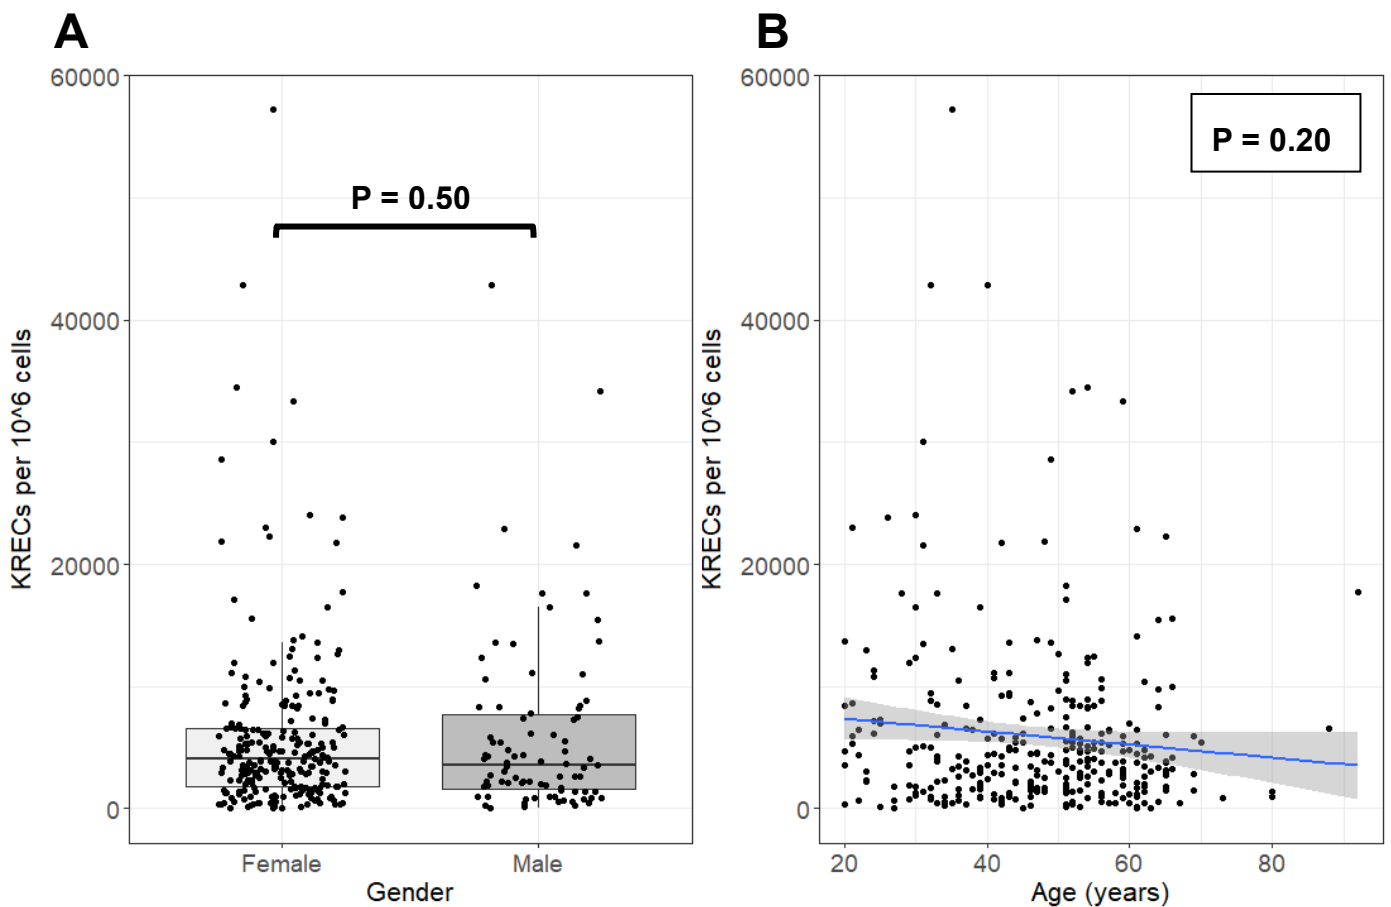 A
KRECs per 10^6 cells
60000
40000
20000
0
P = 0.50
Female
Male
Gender
B
KRECs per 10^6 cells
60000
40000
20000
0
P = 0.20
20
40
60
80
Age (years)